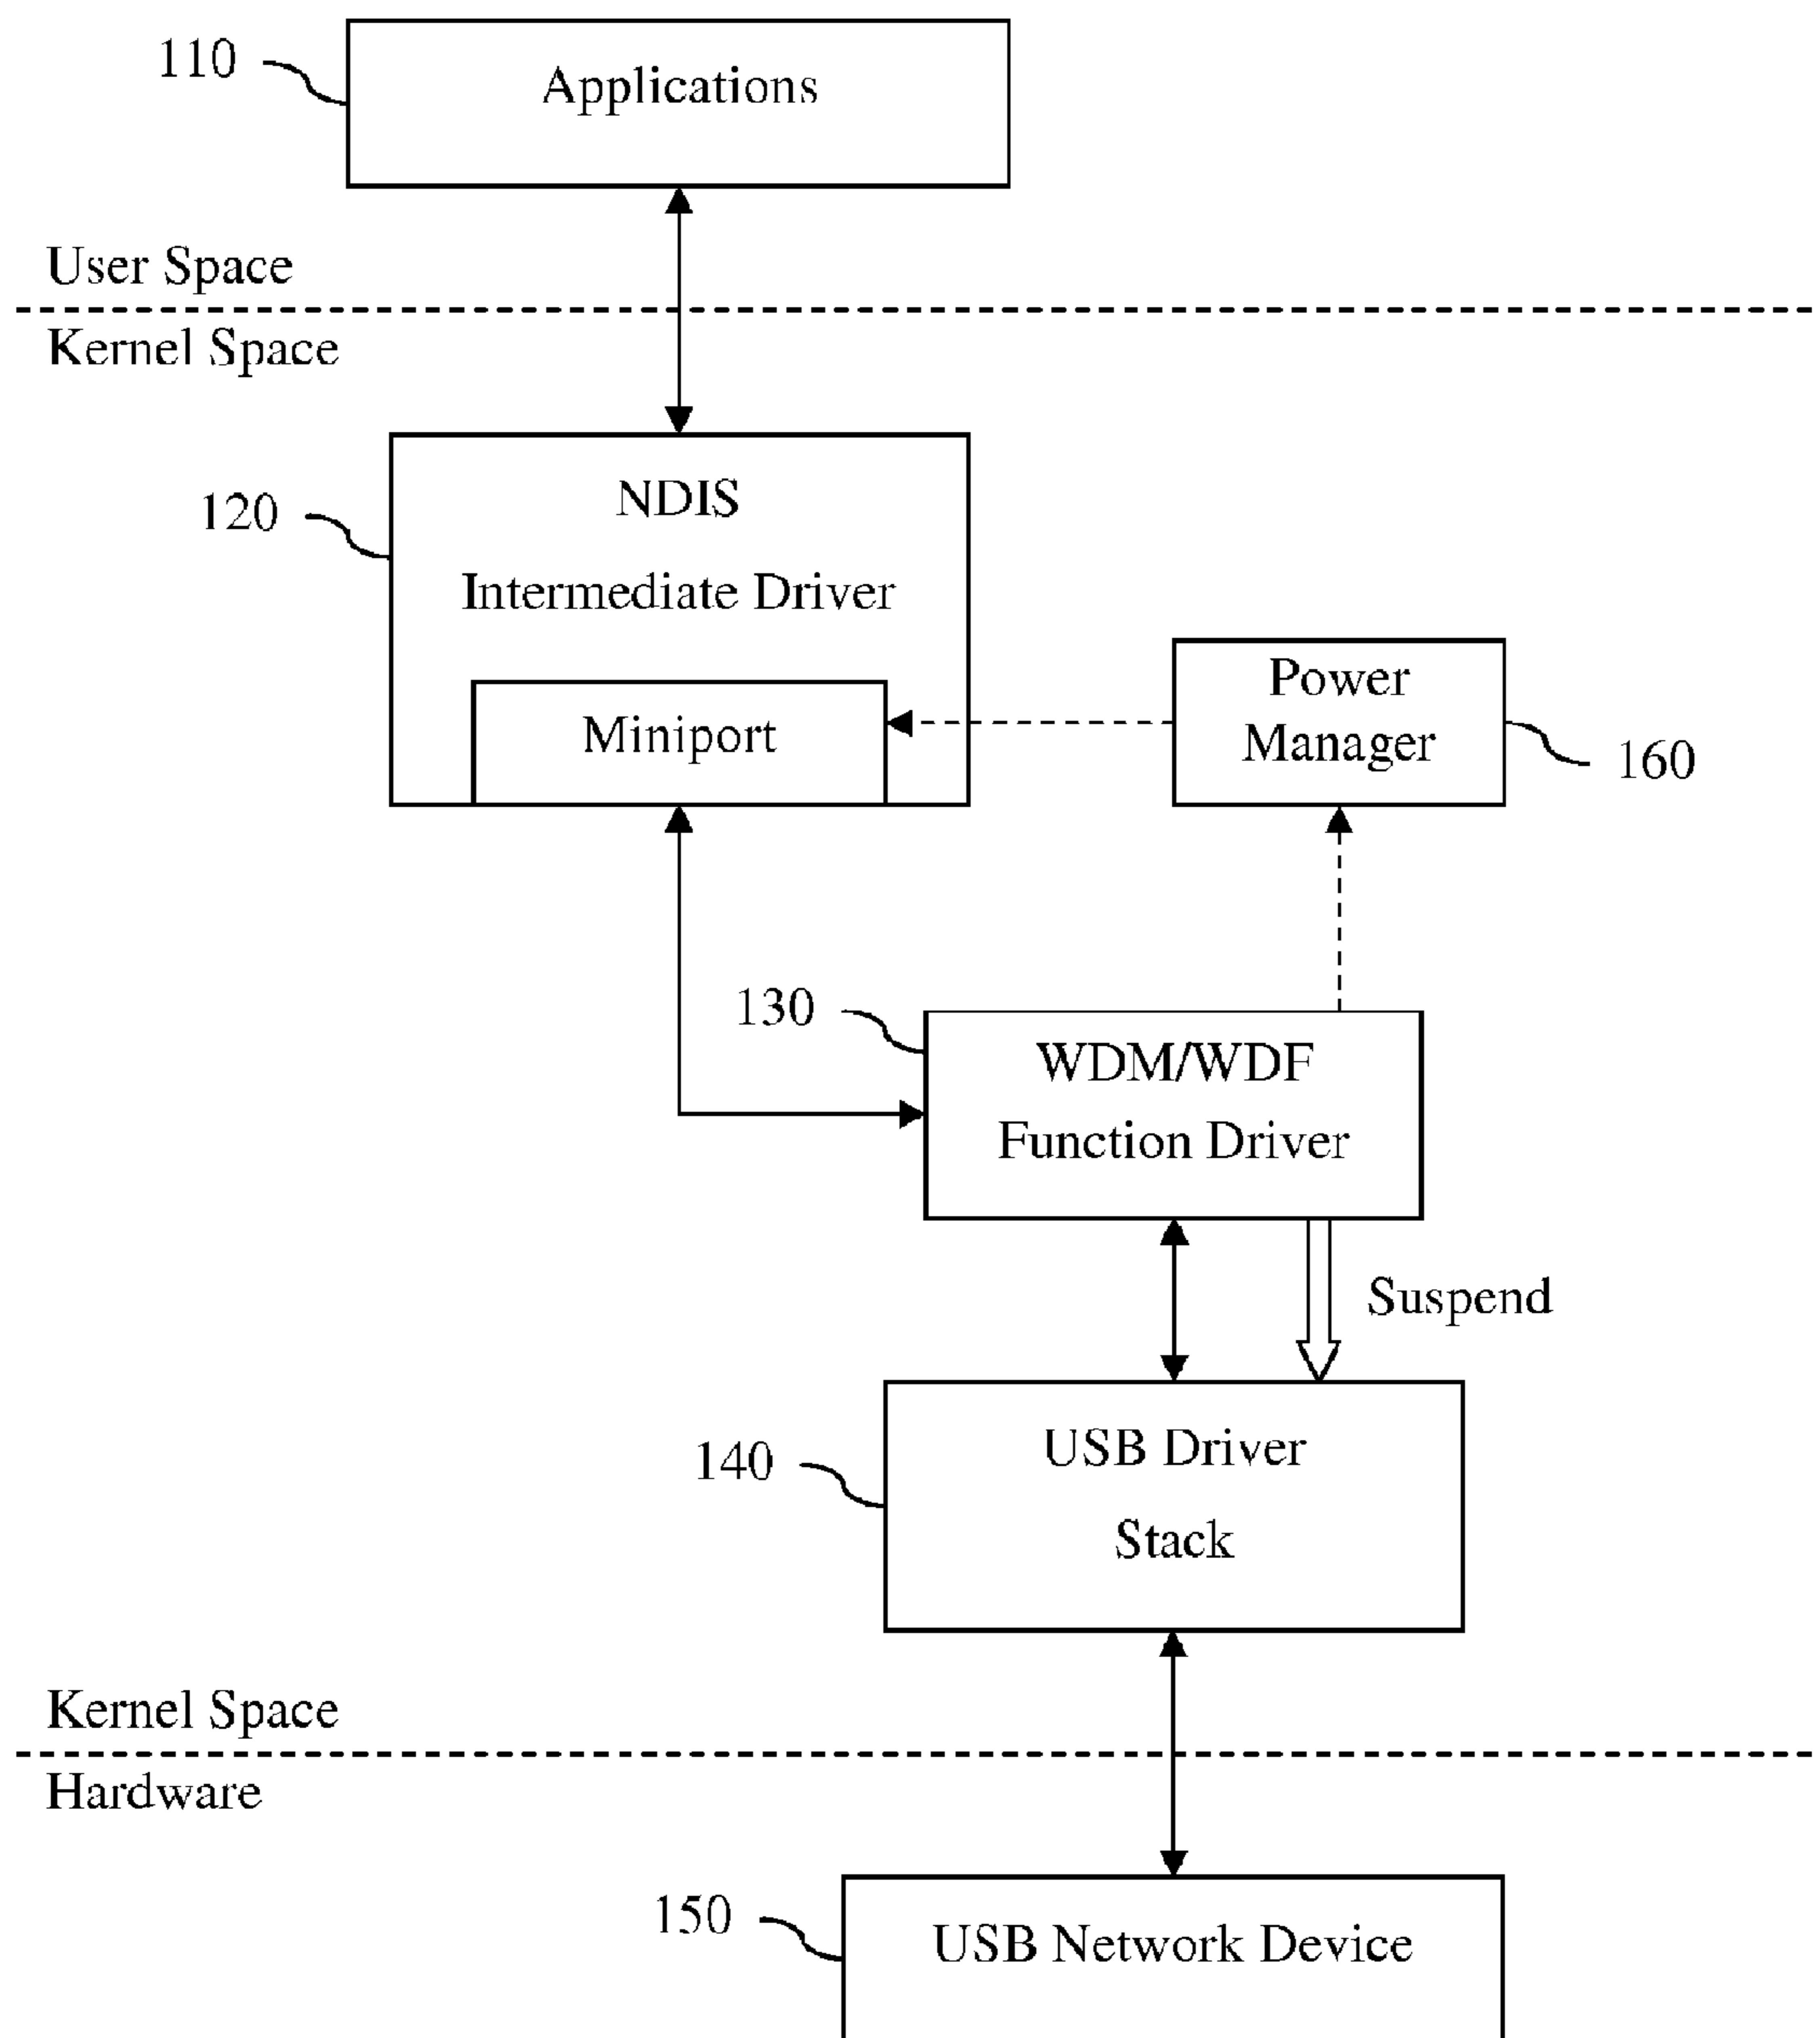 110
Applications
User Space
Kernel Space
120
NDIS
Intermediate Driver
Miniport
Power
Manager
160
130
WDM/WDF
Function Driver
Suspend
140
USB Driver
Stack
Kernel Space
Hardware
150
USB Network Device